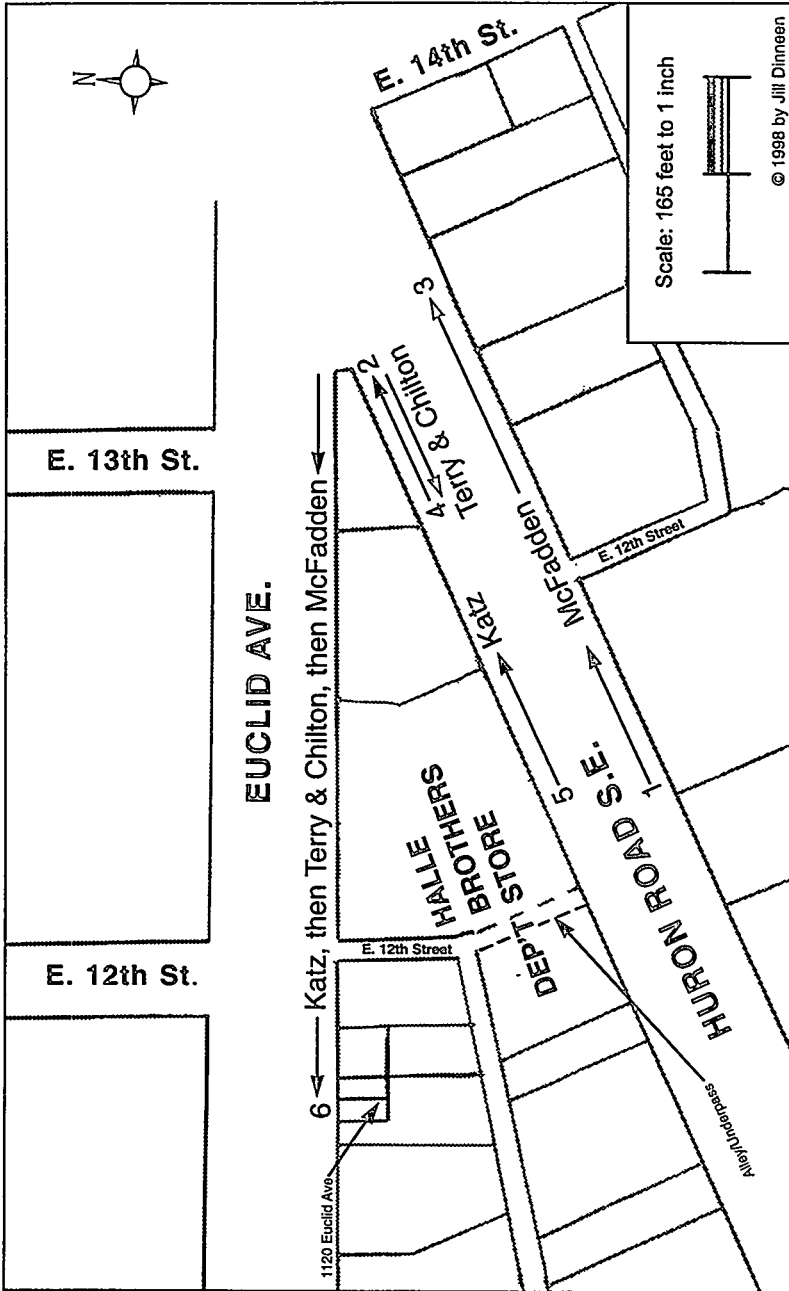 N
E. 14th St.
E. 13th St.
E. 12th St.
EUCLID AVE.
Katz, then Terry & Chilton, then McFadden
6
1120 Euclid Ave
E. 12th Street
HALLE
BROTHERS
DEP'T STORE
2
4
Terry & Chilton
3
Katz
McFadden
E. 12th Street
5
1
HURON ROAD S.E.
Alley/Underpass
Scale: 165 feet to 1 inch
© 1998 by Jill Dinneen